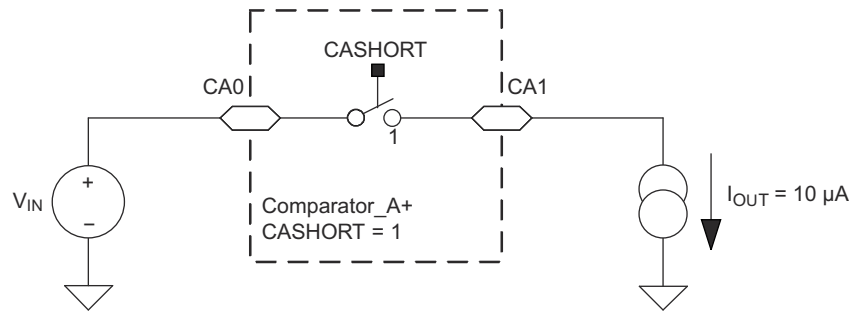 CASHORT
CA0
CA1
1
V_IN
+
−
Comparator_A+
CASHORT = 1
I_OUT = 10 µA